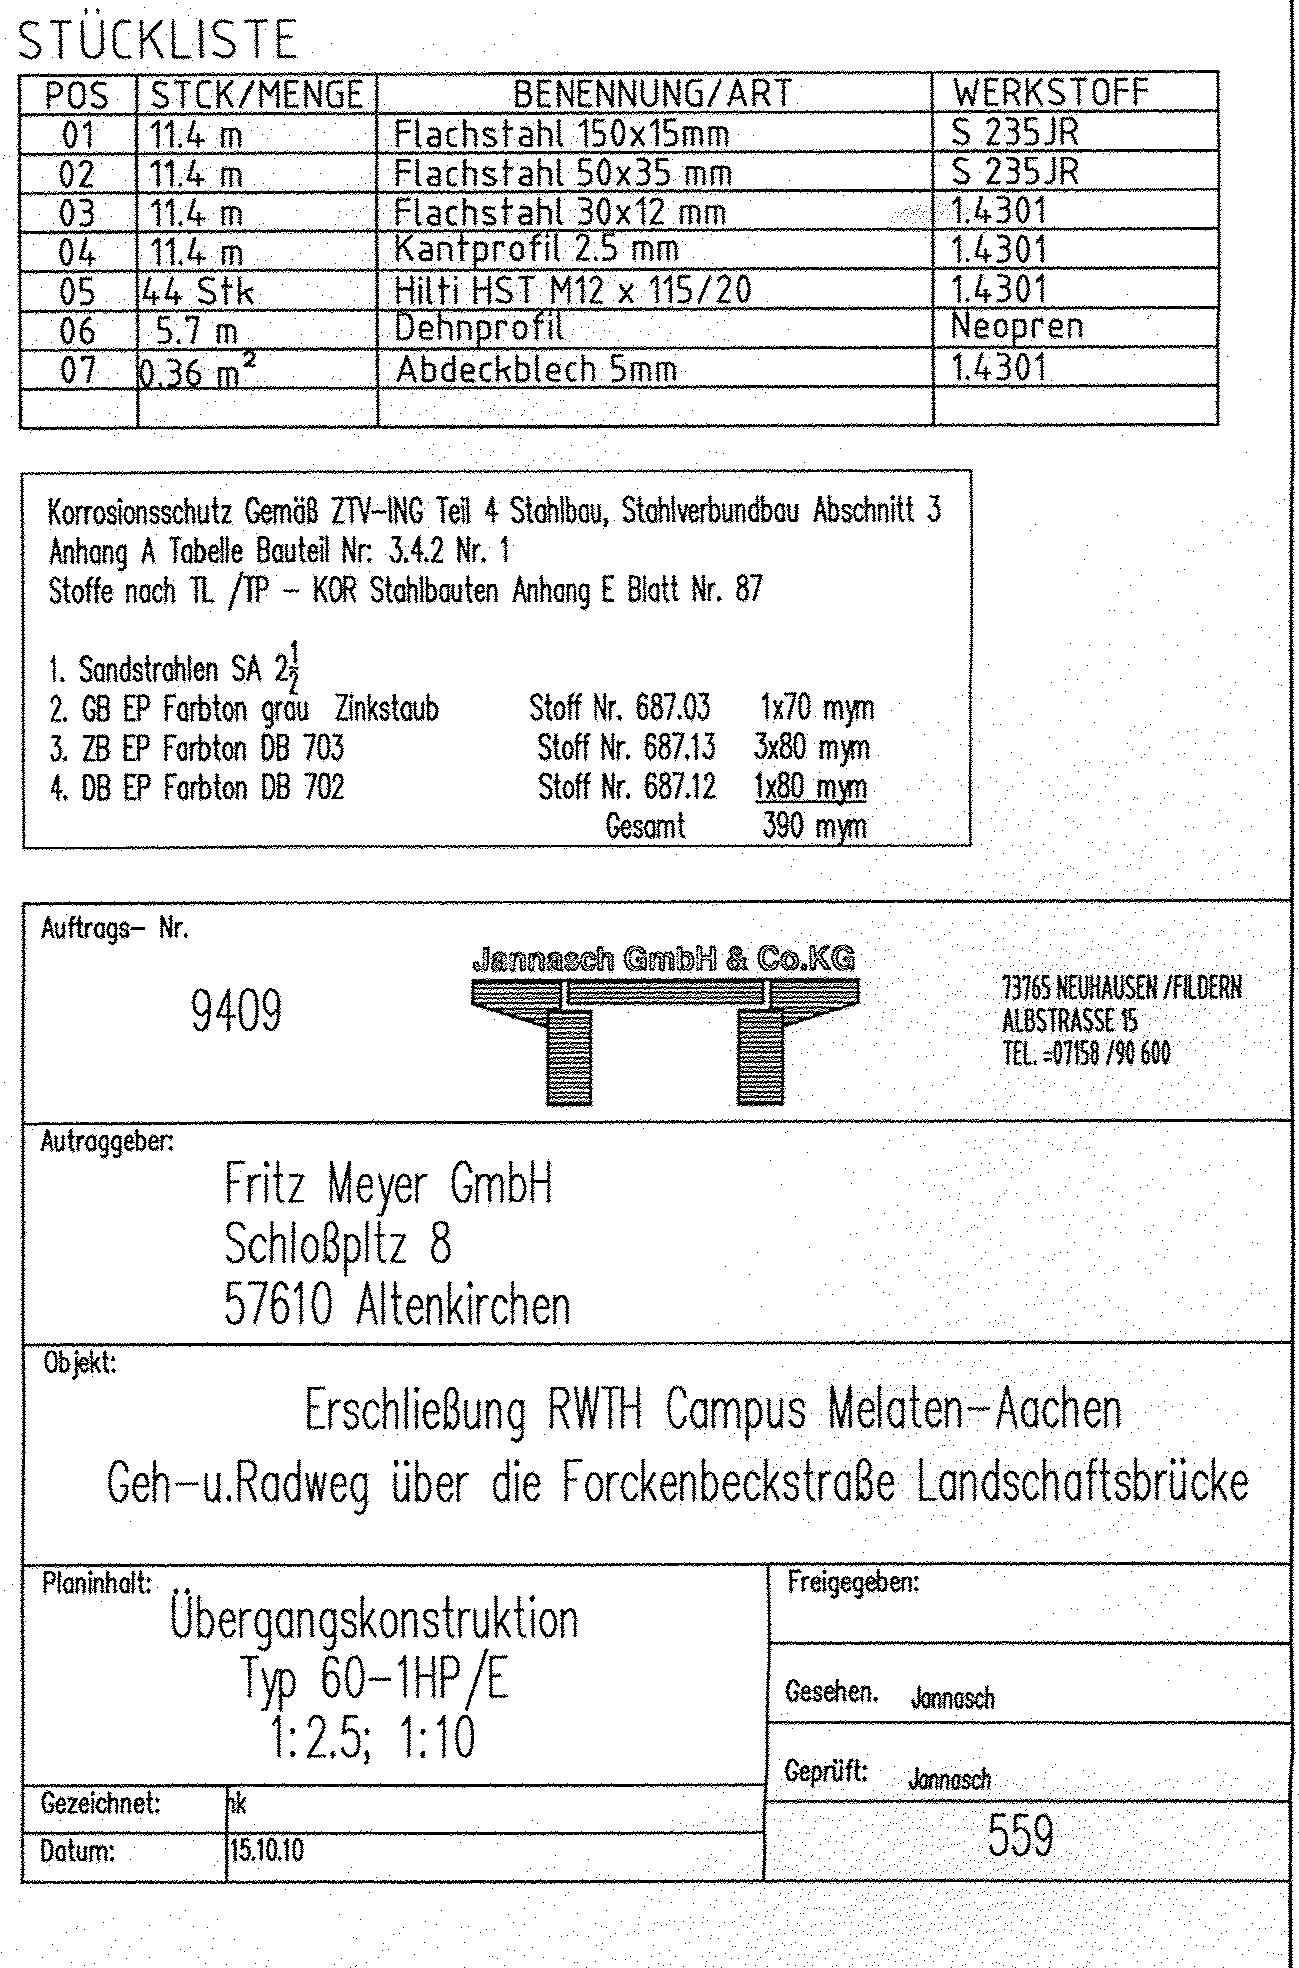 STÜCKLISTE
POS STCK/MENGE BENENNUNG/ART WERKSTOFF
01 11.4 m Flachstahl 150x15mm S 235JR
02 11.4 m Flachstahl 50x35 mm S 235JR
03 11.4 m Flachstahl 30x12 mm 1.4301
04 11.4 m Kantprofil 2.5 mm 1.4301
05 44 Stk Hilti HST M12 x 115/20 1.4301
06 5.7 m Dehnprofil Neopren
07 0.36 m² Abdeckblech 5mm 1.4301
Korrosionsschutz Gemäß ZTV-ING Teil 4 Stahlbau, Stahlverbundbau Abschnitt 3
Anhang A Tabelle Bauteil Nr: 3.4.2 Nr. 1
Stoffe nach TL /TP - KOR Stahlbauten Anhang E Blatt Nr. 87
1. Sandstrahlen SA 2½
2. GB EP Farbton grau Zinkstaub Stoff Nr. 687.03 1x70 mym
3. ZB EP Farbton DB 703 Stoff Nr. 687.13 3x80 mym
4. DB EP Farbton DB 702 Stoff Nr. 687.12 1x80 mym
Gesamt 390 mym
Auftrags- Nr.
9409
Jannasch GmbH & Co.KG
73765 NEUHAUSEN /FILDERN
ALBSTRASSE 15
TEL. =07158 /90 600
Autraggeber:
Fritz Meyer GmbH
Schloßpltz 8
57610 Altenkirchen
Objekt:
Erschließung RWTH Campus Melaten-Aachen
Geh-u.Radweg über die Forckenbeckstraße Landschaftsbrücke
Planinhalt:
Übergangskonstruktion
Typ 60-1HP/E
1:2.5; 1:10
Freigegeben:
Gesehen. Jannasch
Geprüft: Jannasch
Gezeichnet: hk
Datum: 15.10.10
559